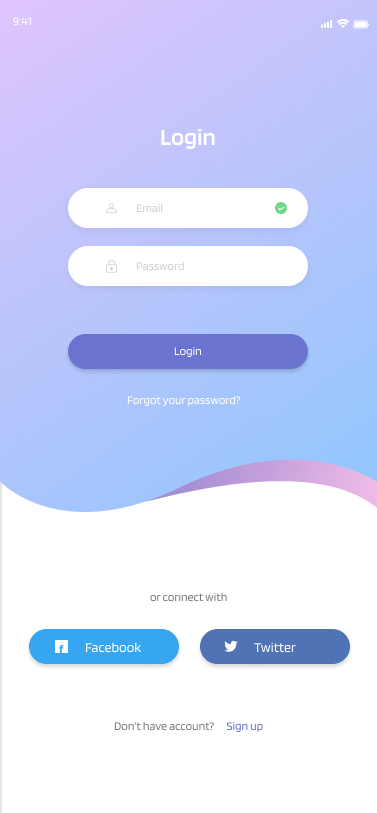 9:41
Login
Email
Password
Login
Forgot your password?
or connect with
Facebook
Twitter
Don't have account? Sign up